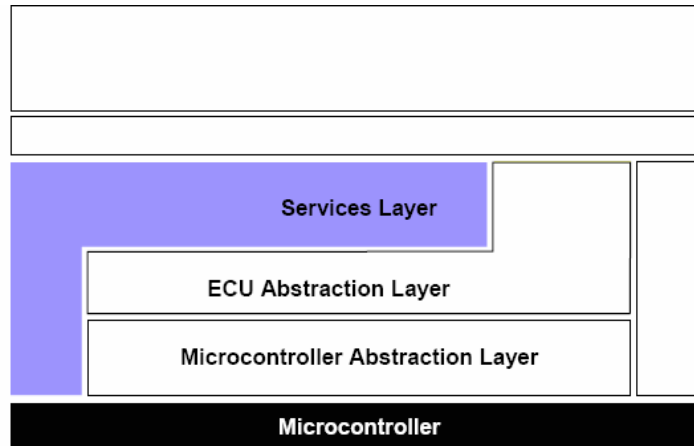 Services Layer
ECU Abstraction Layer
Microcontroller Abstraction Layer
Microcontroller